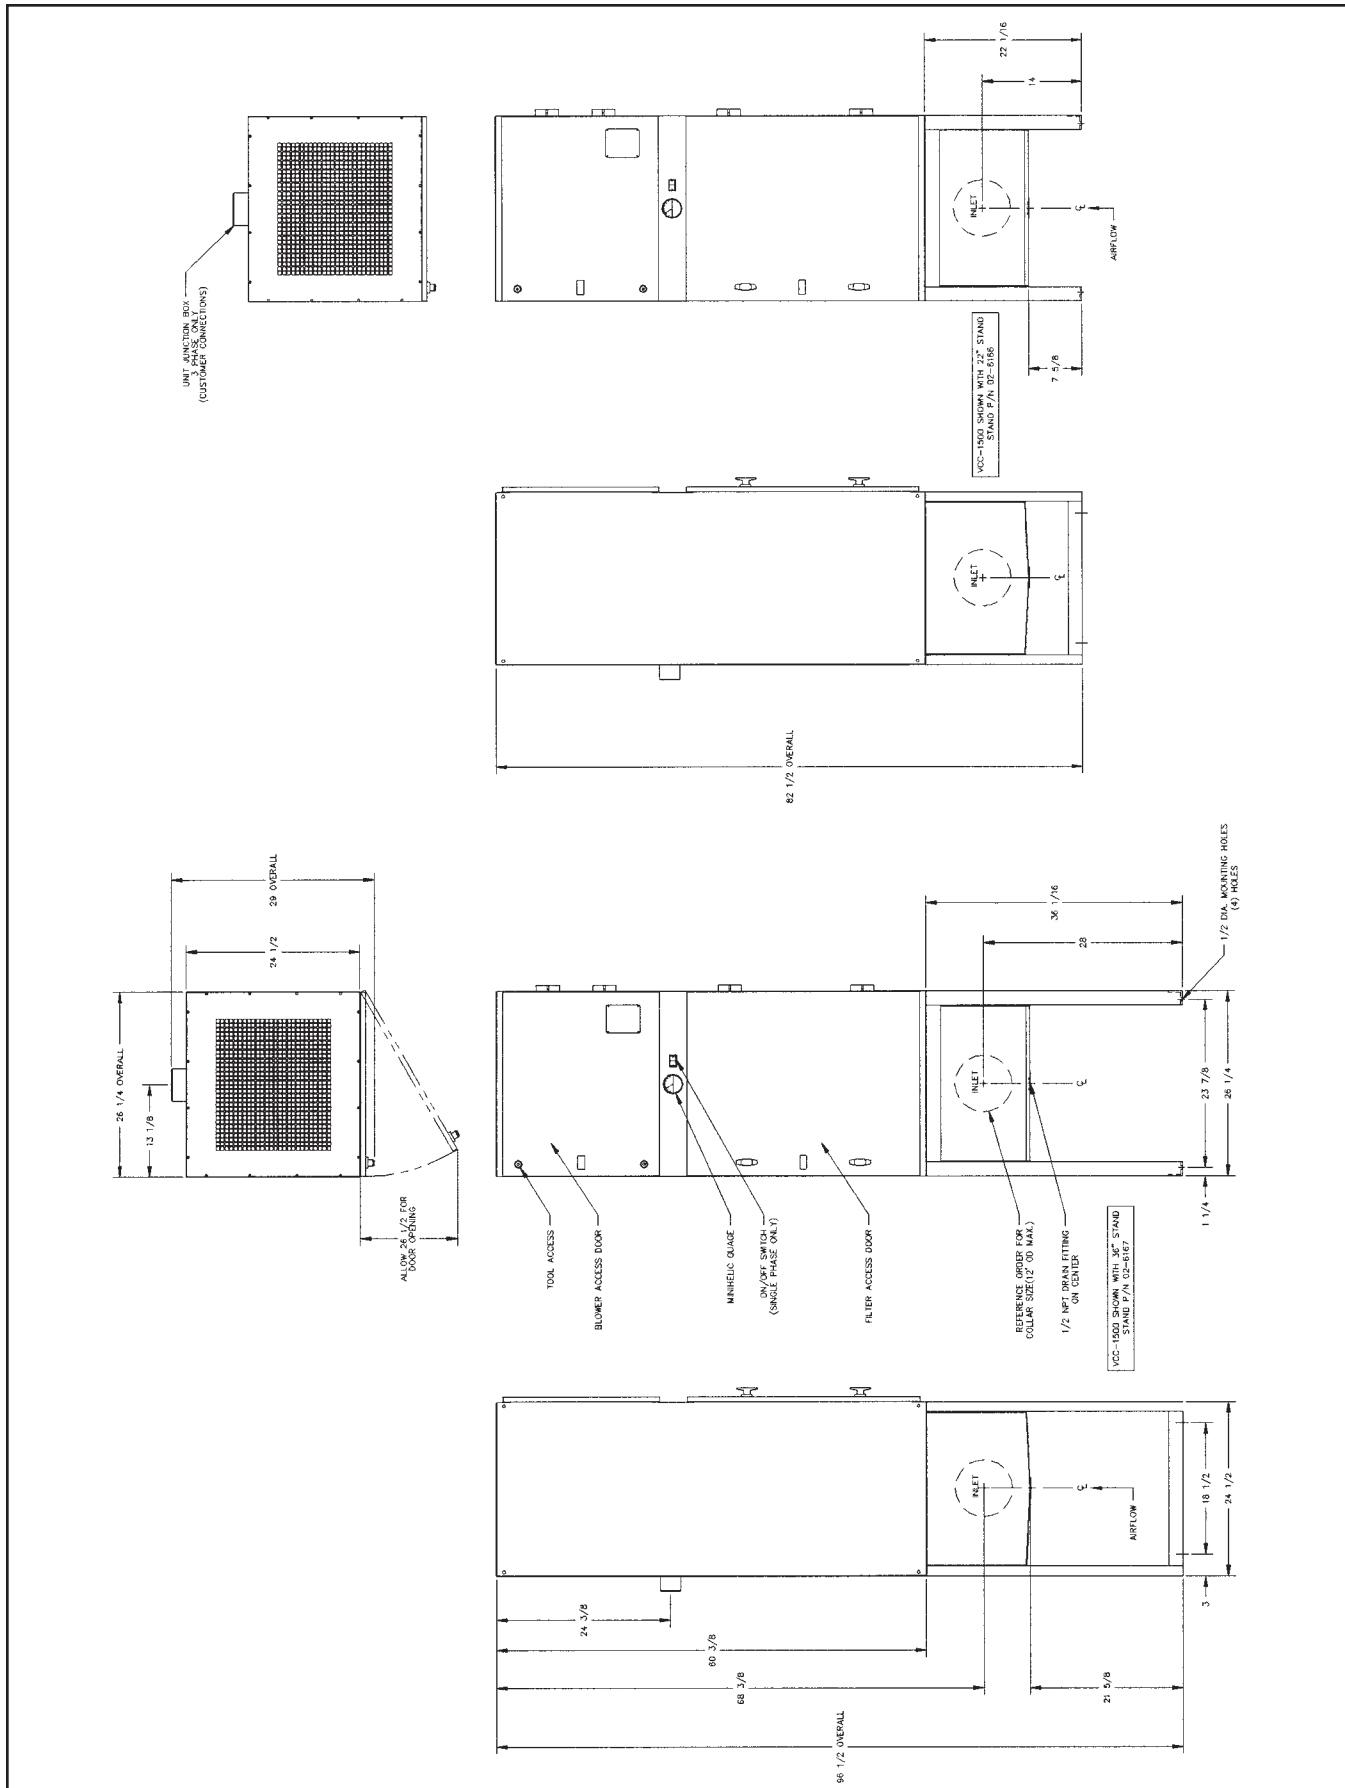 UNIT JUNCTION BOX
3 PHASE ONLY
(CUSTOMER CONNECTIONS)
22 1/16
14
INLET
℄
AIRFLOW
7 5/8
VCC-1500 SHOWN WITH 22" STAND
STAND P/N 02-6166
INLET
℄
82 1/2 OVERALL
29 OVERALL
24 1/2
26 1/4 OVERALL
13 1/8
ALLOW 26 1/2 FOR
DOOR OPENING
TOOL ACCESS
BLOWER ACCESS DOOR
MINIHELIC GUAGE
ON/OFF SWITCH
(SINGLE PHASE ONLY)
FILTER ACCESS DOOR
36 1/16
28
1/2 DIA. MOUNTING HOLES
(4) HOLES
INLET
℄
23 7/8
26 1/4
1 1/4
REFERENCE ORDER FOR
COLLAR SIZE(12" OD MAX.)
1/2 NPT DRAIN FITTING
ON CENTER
VCC-1500 SHOWN WITH 36" STAND
STAND P/N 02-6167
INLET
℄
AIRFLOW
18 1/2
24 1/2
3
24 3/8
60 3/8
68 3/8
21 5/8
96 1/2 OVERALL